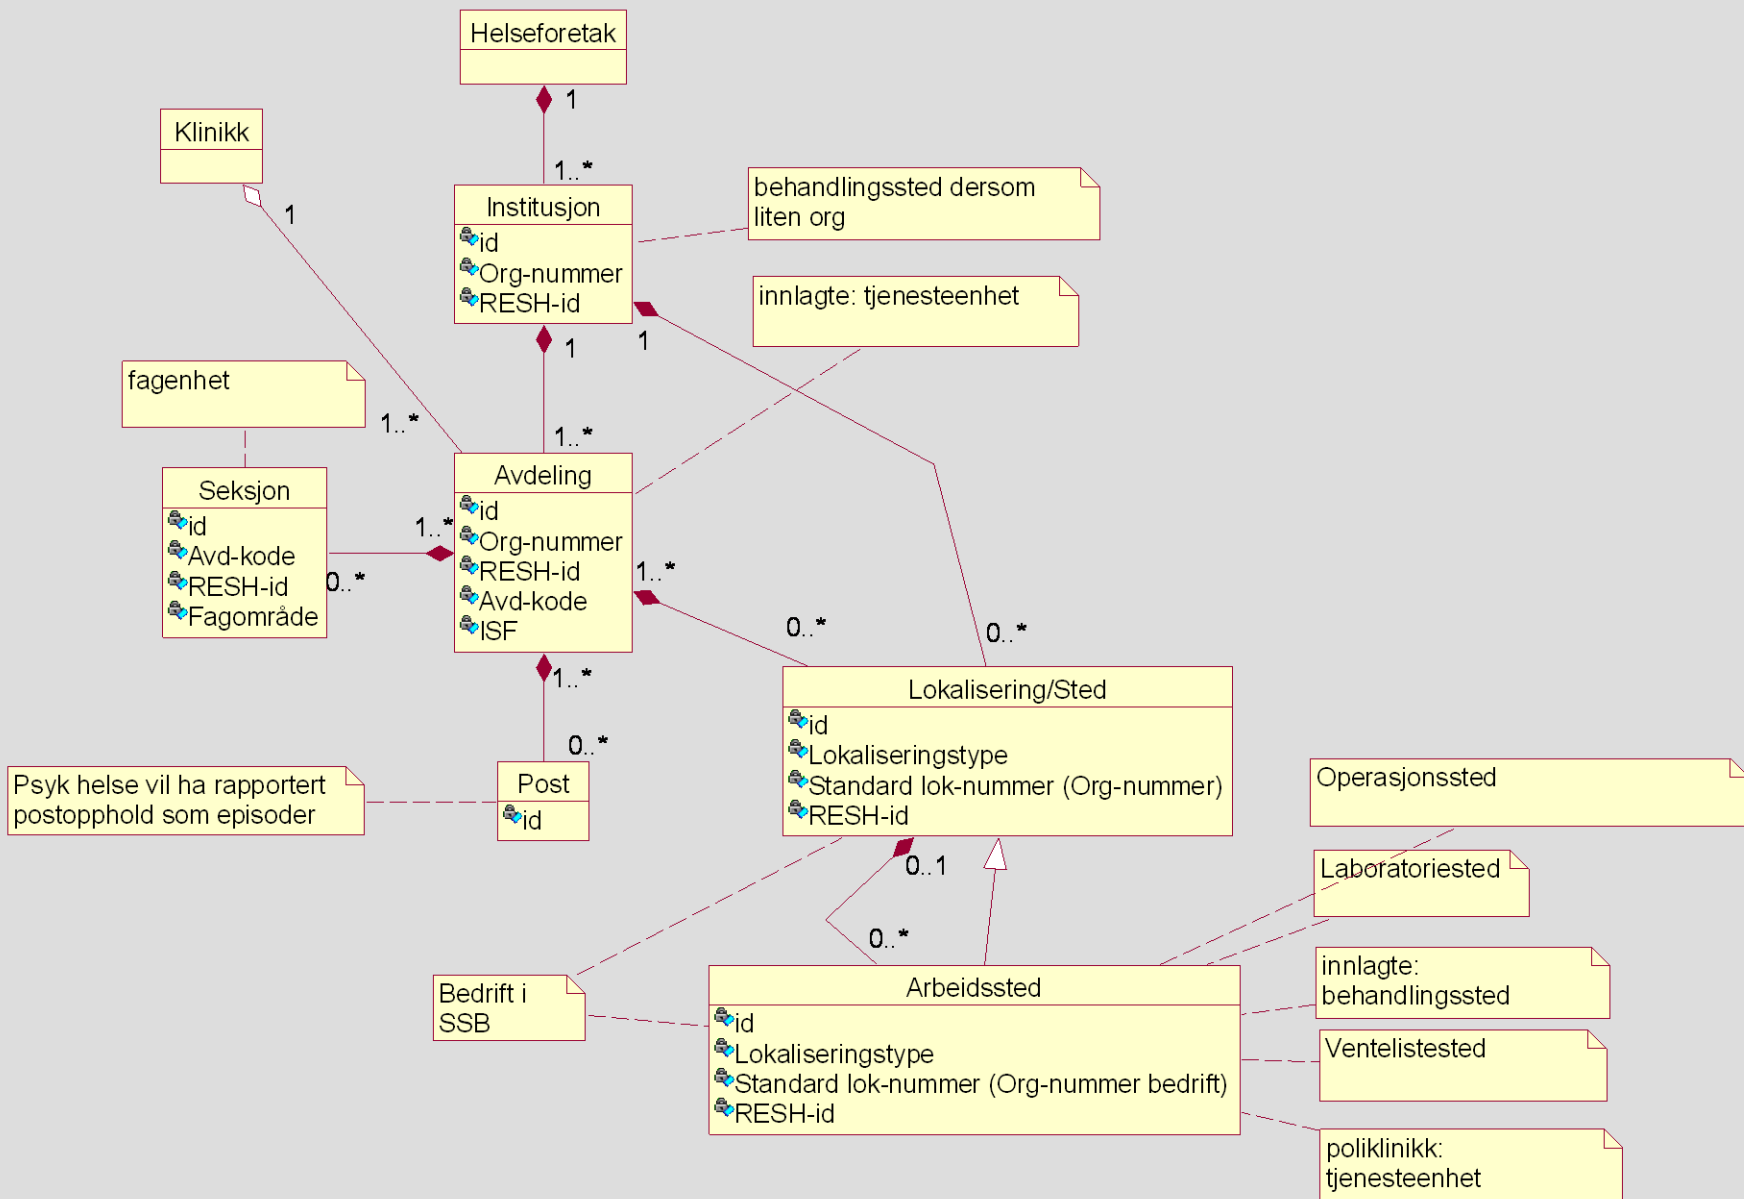 Helseforetak
1
Klinikk
1
1..*
Institusjon
id
Org-nummer
RESH-id
behandlingssted dersom
liten org
innlagte: tjenesteenhet
1
1
fagenhet
1..*
1..*
Seksjon
id
Avd-kode
RESH-id
Fagområde
Avdeling
id
Org-nummer
RESH-id
Avd-kode
ISF
1..*
0..*
1..*
0..*
0..*
1..*
0..*
Lokalisering/Sted
id
Lokaliseringstype
Standard lok-nummer (Org-nummer)
RESH-id
Psyk helse vil ha rapportert
postopphold som episoder
Post
id
Operasjonssted
Laboratoriested
0..1
0..*
Bedrift i
SSB
Arbeidssted
id
Lokaliseringstype
Standard lok-nummer (Org-nummer bedrift)
RESH-id
innlagte:
behandlingssted
Ventelistested
poliklinikk:
tjenesteenhet